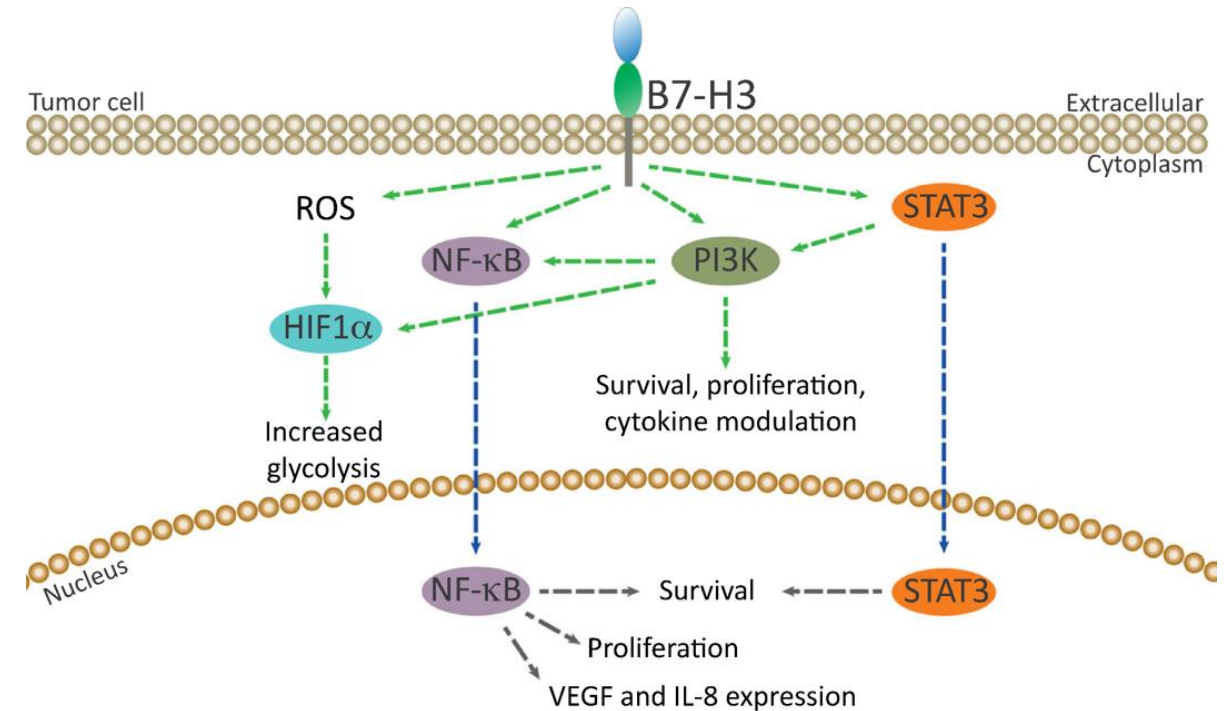 B7-H3
Tumor cell
Extracellular
Cytoplasm
ROS
STAT3
NF-κB
PI3K
HIF1α
Survival, proliferation,
cytokine modulation
Increased
glycolysis
Nucleus
NF-κB
Survival
STAT3
Proliferation
VEGF and IL-8 expression